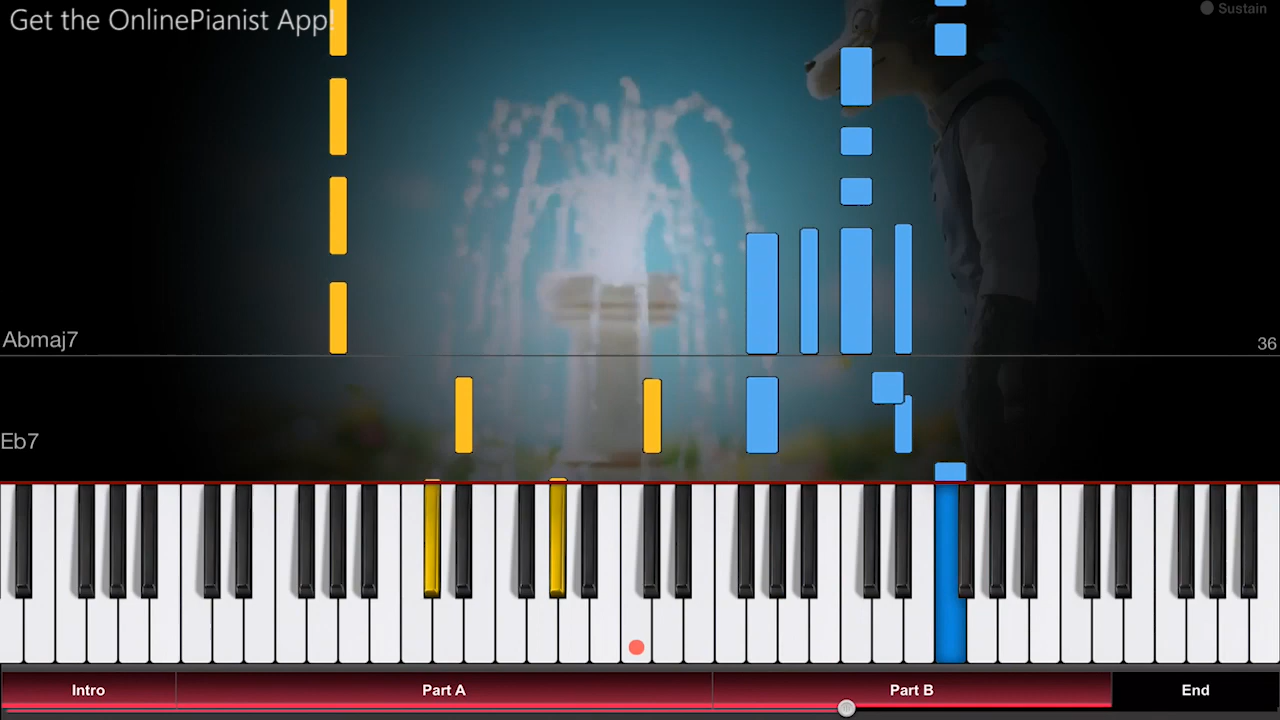 Get the OnlinePianist App!
Sustain
Abmaj7
36
Eb7
Intro
Part A
Part B
End